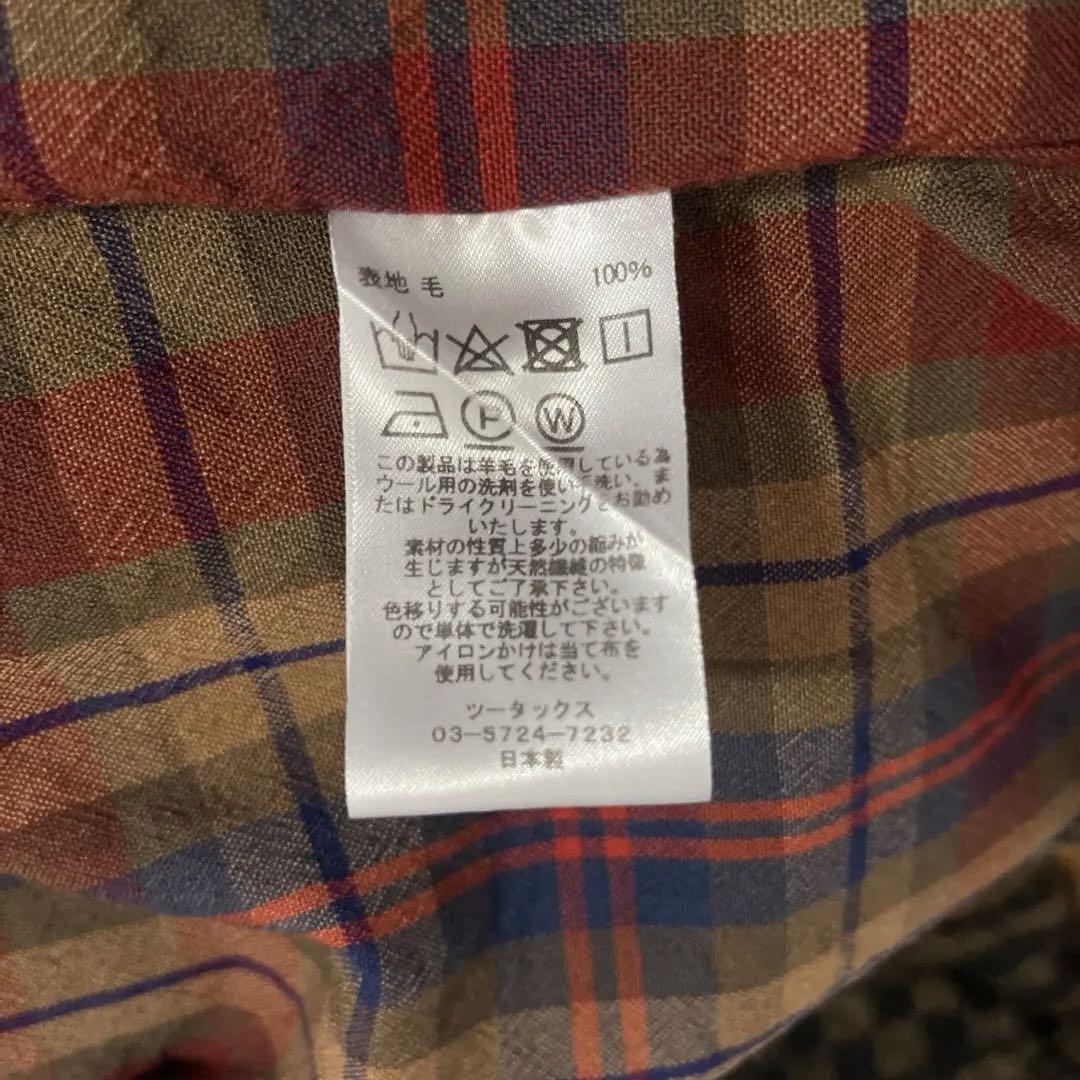 表地 毛 100%
この製品は羊毛を使用している為
ウール用の洗剤を使い手洗い、ま
たはドライクリーニングをお勧め
いたします。
素材の性質上多少の縮みが
生じますが天然繊維の特徴
としてご了承下さい。
色移りする可能性がございます
ので単体で洗濯して下さい。
アイロンかけは当て布を
使用してください。
ツータックス
03-5724-7232
日本製